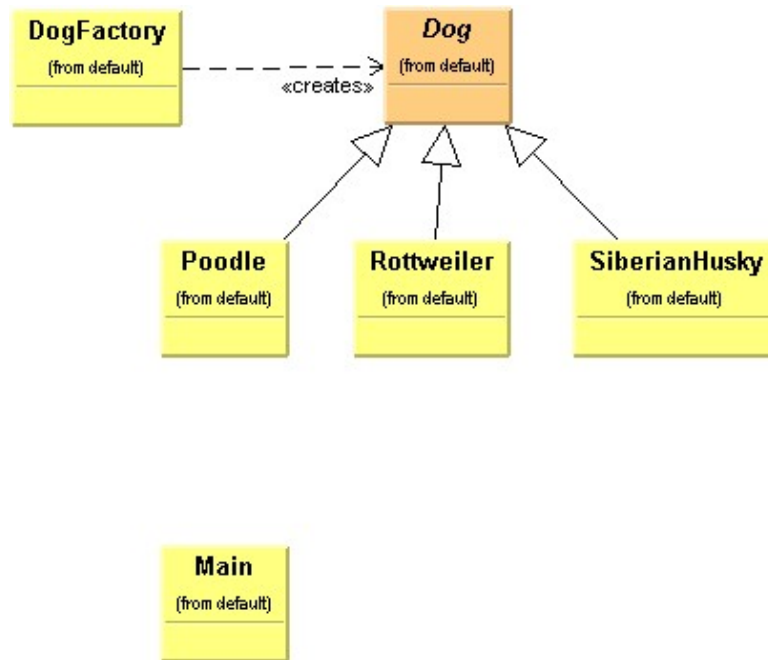 DogFactory
(from default)
Dog
(from default)
«creates»
Poodle
(from default)
Rottweiler
(from default)
SiberianHusky
(from default)
Main
(from default)